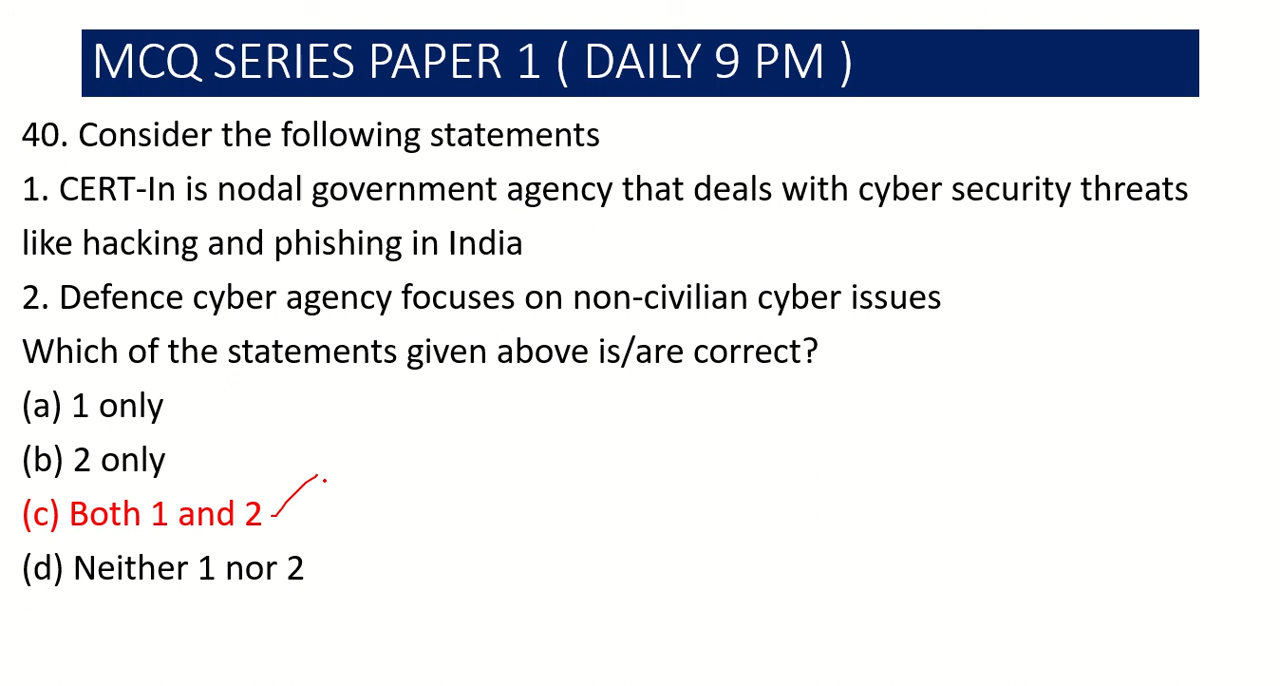 MCQ SERIES PAPER 1 ( DAILY 9 PM )
40. Consider the following statements
1. CERT-In is nodal government agency that deals with cyber security threats
like hacking and phishing in India
2. Defence cyber agency focuses on non-civilian cyber issues
Which of the statements given above is/are correct?
(a) 1 only
(b) 2 only
(c) Both 1 and 2
(d) Neither 1 nor 2